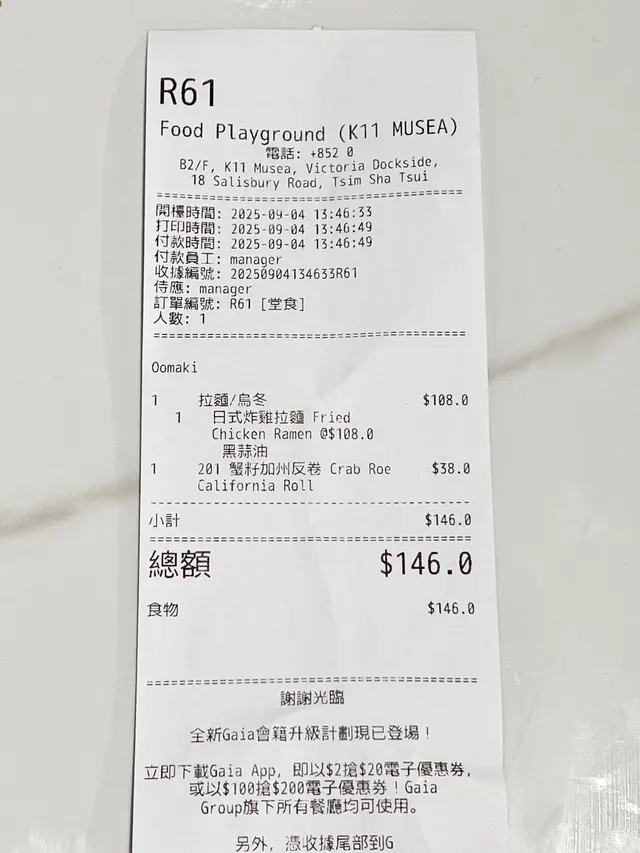 R61
Food Playground (K11 MUSEA)
電話: +852 0
B2/F, K11 Musea, Victoria Dockside,
18 Salisbury Road, Tsim Sha Tsui
開檯時間: 2025-09-04 13:46:33
打印時間: 2025-09-04 13:46:49
付款時間: 2025-09-04 13:46:49
付款員工: manager
收據編號: 20250904134633R61
侍應: manager
訂單編號: R61 [堂食]
人數: 1
Oomaki
1 拉麵/烏冬 $108.0
1 日式炸雞拉麵 Fried
Chicken Ramen @$108.0
黑蒜油
1 201 蟹籽加州反卷 Crab Roe $38.0
California Roll
小計 $146.0
總額 $146.0
食物 $146.0
謝謝光臨
全新Gaia會籍升級計劃現已登場！
立即下載Gaia App, 即以$2搶$20電子優惠券,
或以$100搶$200電子優惠券！Gaia
Group旗下所有餐廳均可使用。
另外, 憑收據尾部到G